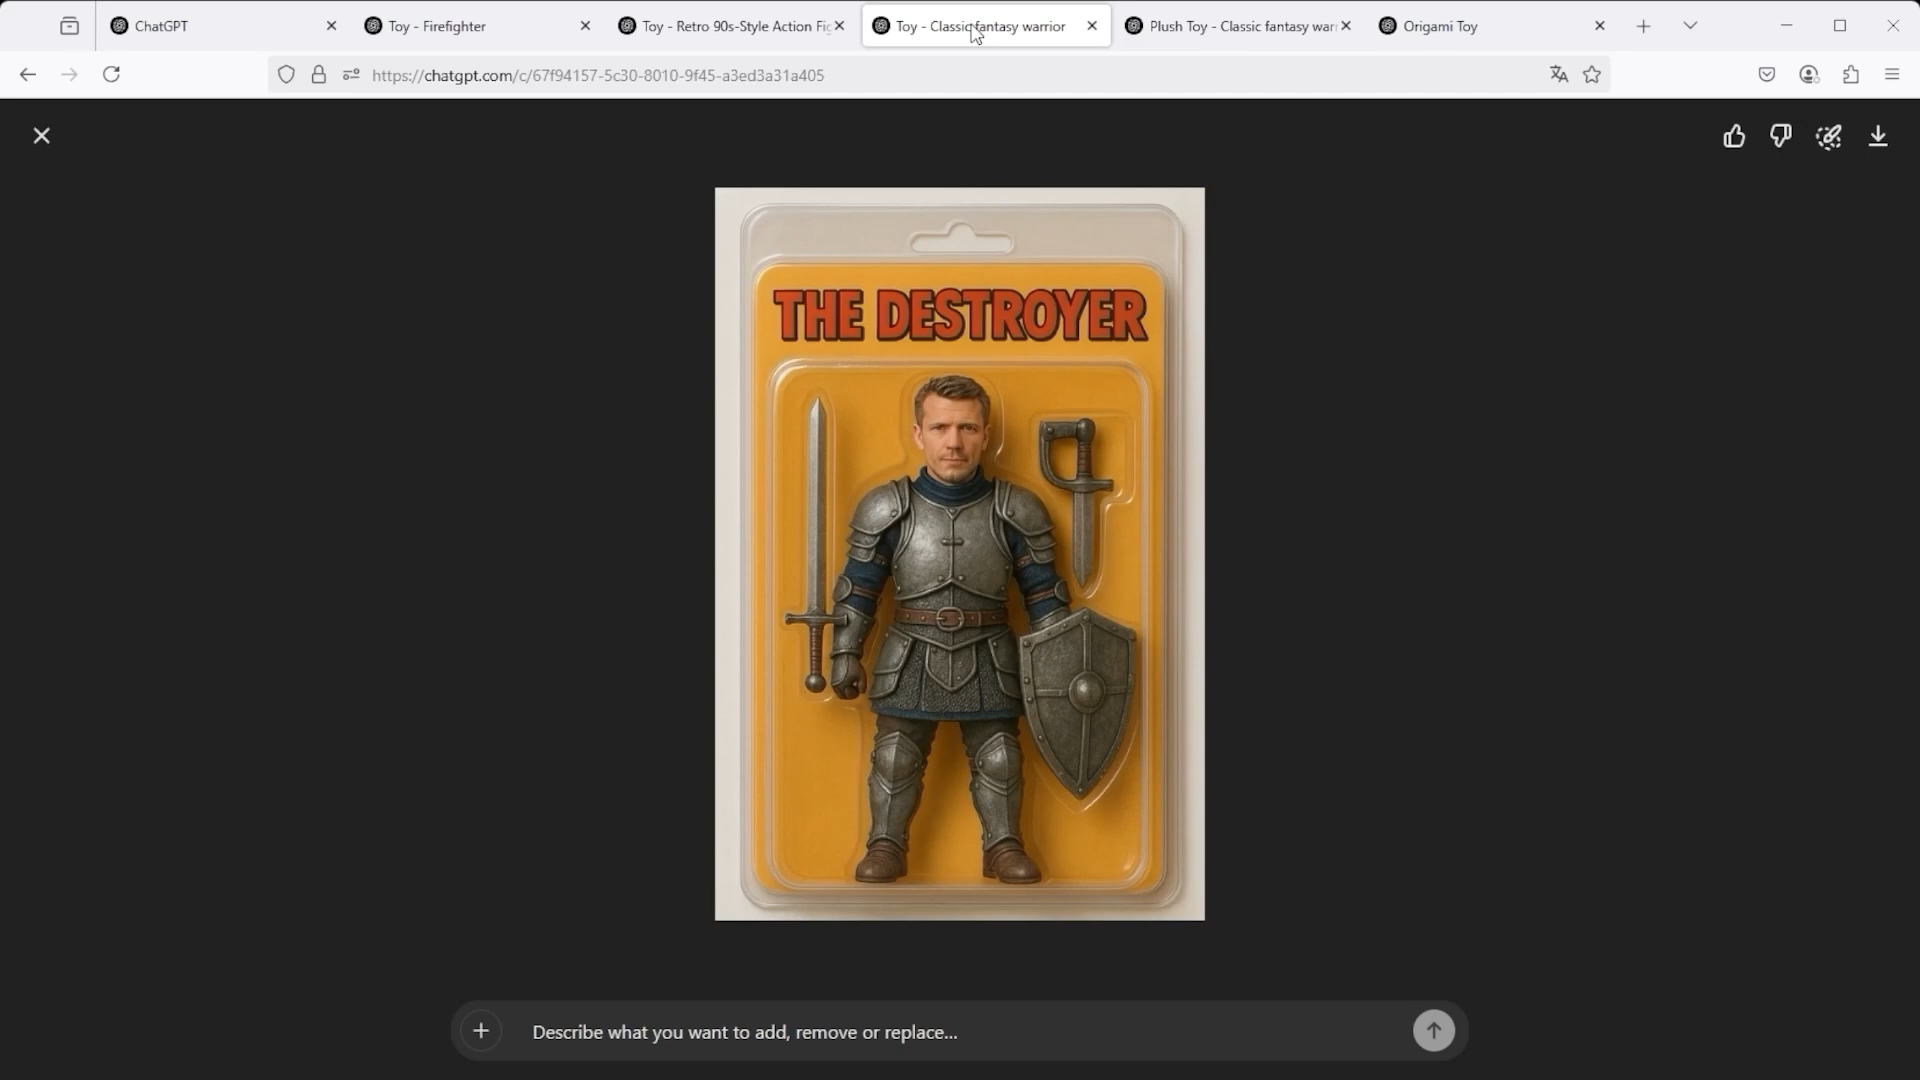 ChatGPT
Toy - Firefighter
Toy - Retro 90s-Style Action Fi
Toy - Classic fantasy warrior
Plush Toy - Classic fantasy war
Origami Toy
https://chatgpt.com/c/67f94157-5c30-8010-9f45-a3ed3a31a405
THE DESTROYER
Describe what you want to add, remove or replace...